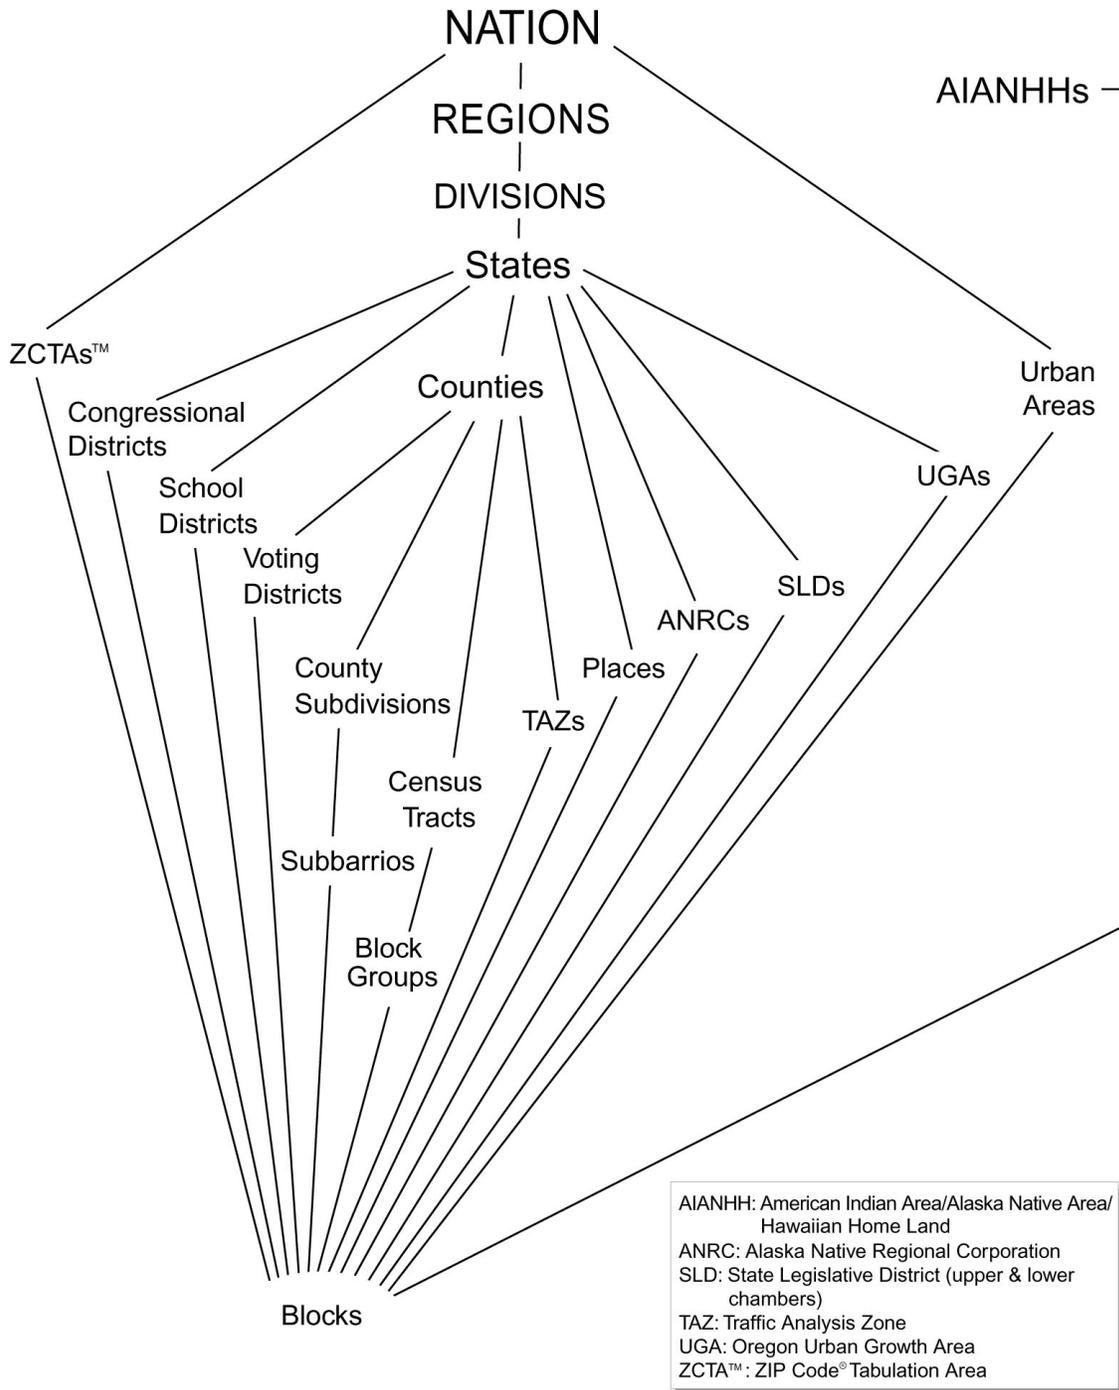 NATION
AIANHHs
REGIONS
DIVISIONS
States
ZCTAs™
Urban
Areas
Counties
Congressional
Districts
UGAs
School
Districts
Voting
Districts
SLDs
ANRCs
County
Subdivisions
Places
TAZs
Census
Tracts
Subbarrios
Block
Groups
Blocks
AIANHH: American Indian Area/Alaska Native Area/
Hawaiian Home Land
ANRC: Alaska Native Regional Corporation
SLD: State Legislative District (upper & lower
chambers)
TAZ: Traffic Analysis Zone
UGA: Oregon Urban Growth Area
ZCTA™: ZIP Code® Tabulation Area